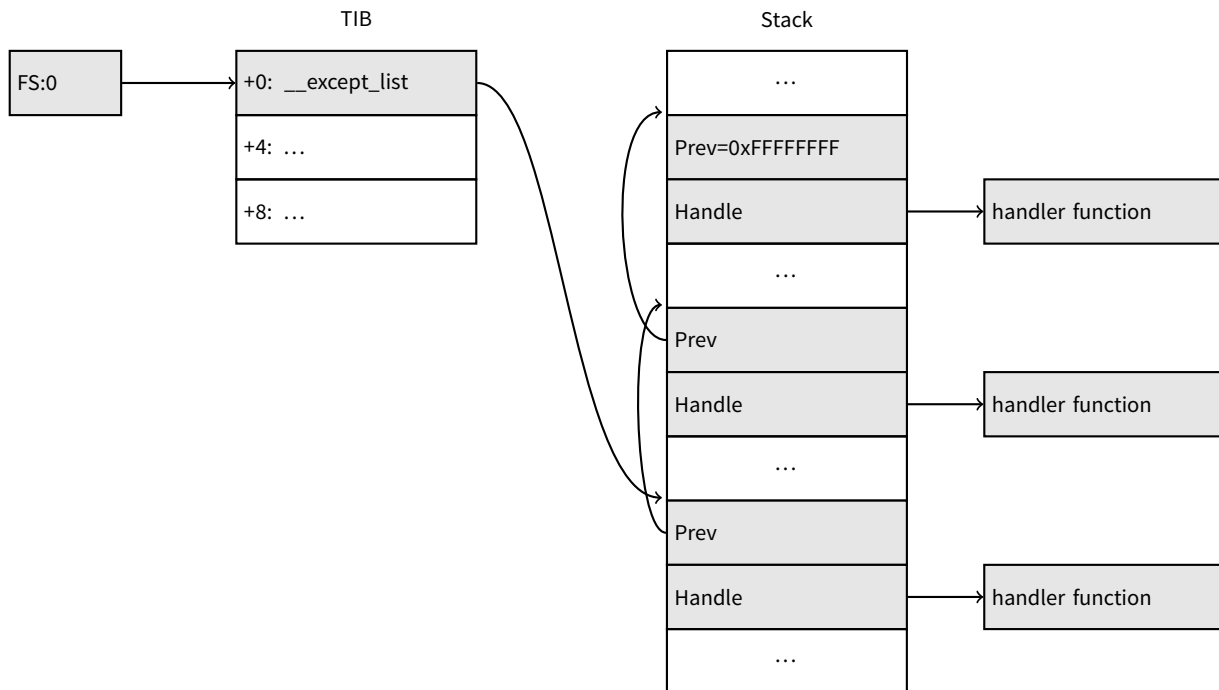 TIB
Stack
FS:0
+0: __except_list
+4: …
+8: …
…
Prev=0xFFFFFFFF
Handle
handler function
…
Prev
Handle
handler function
…
Prev
Handle
handler function
…